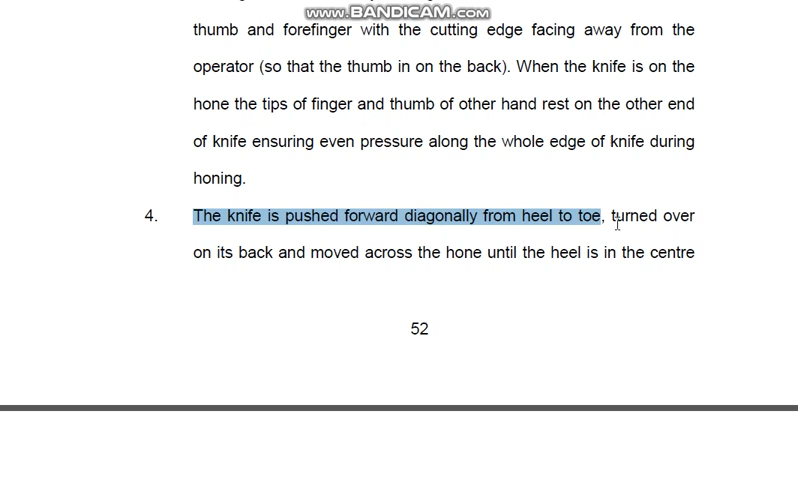 www.BANDICAM.com
thumb and forefinger with the cutting edge facing away from the
operator (so that the thumb in on the back). When the knife is on the
hone the tips of finger and thumb of other hand rest on the other end
of knife ensuring even pressure along the whole edge of knife during
honing.
4. The knife is pushed forward diagonally from heel to toe, turned over
on its back and moved across the hone until the heel is in the centre
52